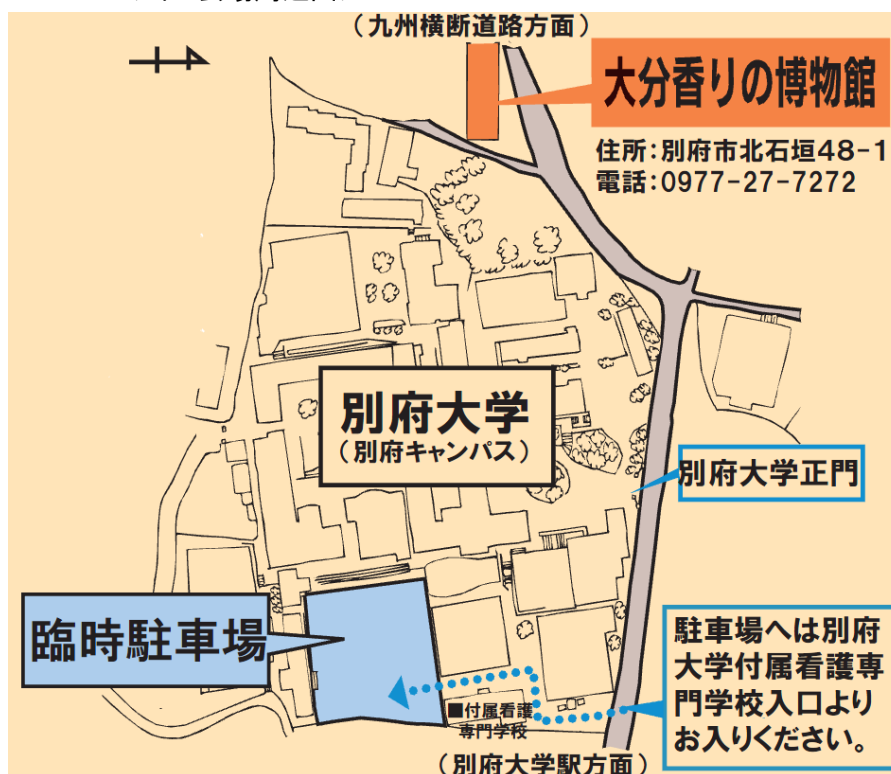 (九州横断道路方面)
大分香りの博物館
住所:別府市北石垣48-1
電話:0977-27-7272
別府大学
(別府キャンパス)
別府大学正門
臨時駐車場
駐車場へは別府
大学付属看護専
門学校入口より
お入りください。
■付属看護
専門学校
(別府大学駅方面)